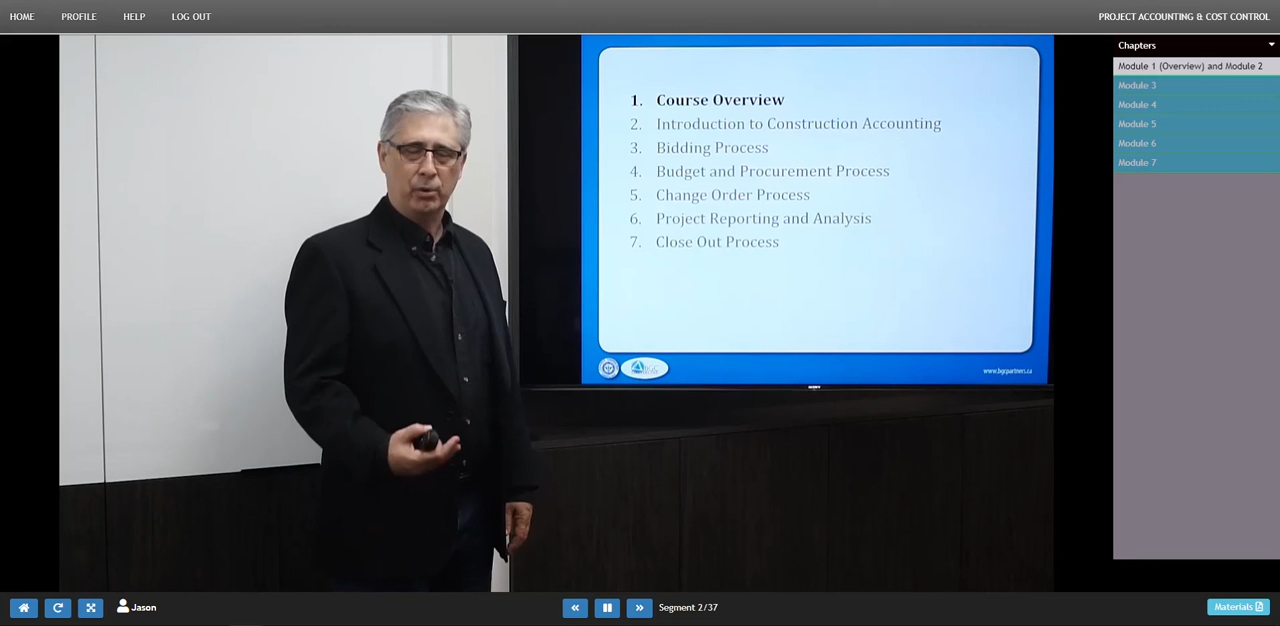 HOME PROFILE HELP LOG OUT PROJECT ACCOUNTING & COST CONTROL
Chapters
Module 1 (Overview) and Module 2
Module 3
Module 4
Module 5
Module 6
Module 7
1. Course Overview
2. Introduction to Construction Accounting
3. Bidding Process
4. Budget and Procurement Process
5. Change Order Process
6. Project Reporting and Analysis
7. Close Out Process
www.bgcpartners.ca
Jason Segment 2/37 Materials